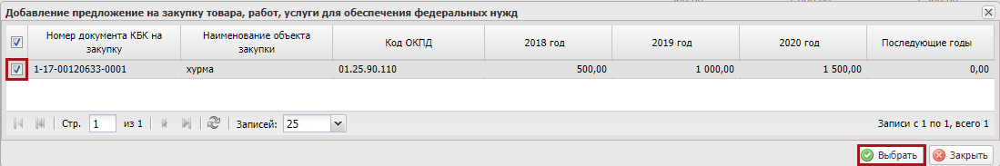 Добавление предложение на закупку товара, работ, услуги для обеспечения федеральных нужд
Номер документа КБК на закупку Наименование объекта закупки Код ОКПД 2018 год 2019 год 2020 год Последующие годы
1-17-00120633-0001 хурма 01.25.90.110 500,00 1 000,00 1 500,00 0,00
Стр. 1 из 1 Записей: 25 Записи с 1 по 1, всего 1
Выбрать Закрыть